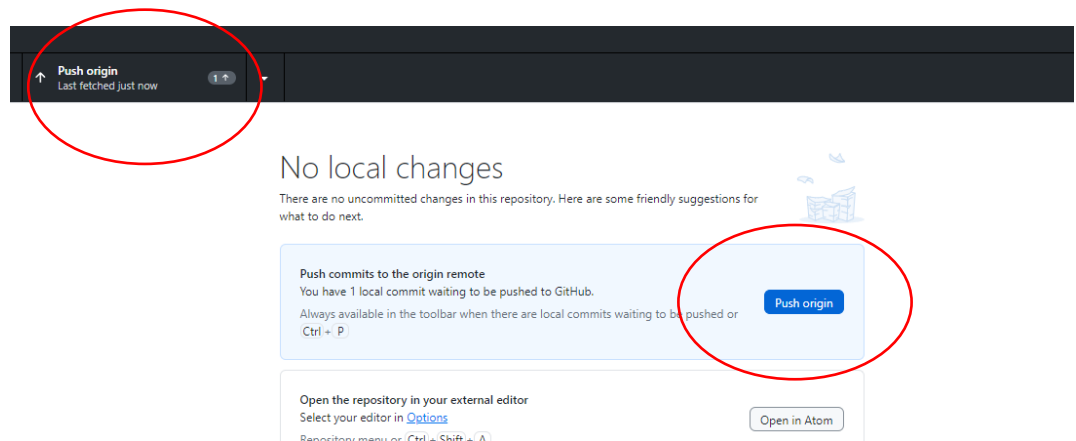 Push origin
Last fetched just now
1
No local changes
There are no uncommitted changes in this repository. Here are some friendly suggestions for
what to do next.
Push commits to the origin remote
You have 1 local commit waiting to be pushed to GitHub.
Always available in the toolbar when there are local commits waiting to be pushed or
Ctrl + P
Push origin
Open the repository in your external editor
Select your editor in Options
Repository menu or Ctrl + Shift + A
Open in Atom